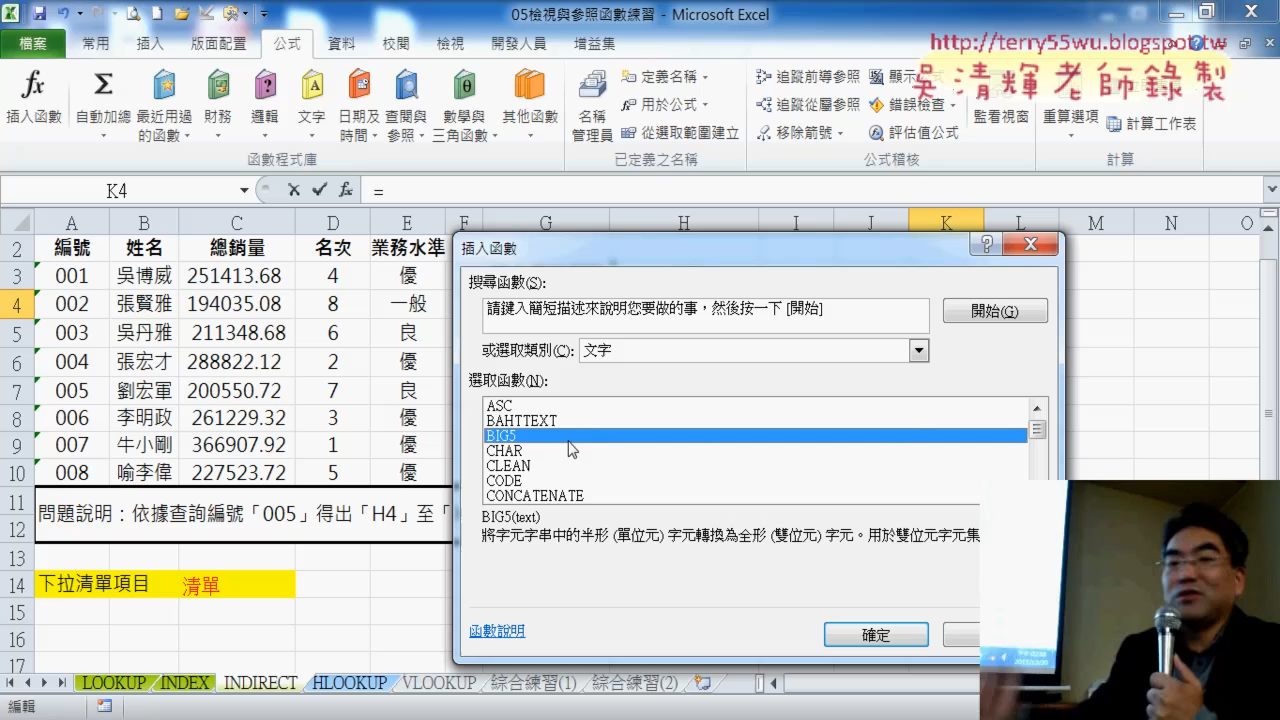 05檢視與參照函數練習 - Microsoft Excel
檔案 常用 插入 版面配置 公式 資料 校閱 檢視 開發人員 增益集
http://terry55wu.blogspot.tw
吳清輝老師錄製
插入函數 自動加總 最近用過的函數 財務 邏輯 文字 日期及時間 查閱與參照 數學與三角函數 其他函數
函數程式庫
名稱管理員 定義名稱 用於公式 從選取範圍建立
已定義之名稱
追蹤前導參照 追蹤從屬參照 移除箭號 錯誤檢查 評估值公式 監看視窗
公式稽核
重算選項 計算工作表
計算
K4 fx =
A B C D E F G H I J K L M N O
2 編號 姓名 總銷量 名次 業務水準
3 001 吳博威 251413.68 4 優
4 002 張賢雅 194035.08 8 一般
5 003 吳丹雅 211348.68 6 良
6 004 張宏才 288822.12 2 優
7 005 劉宏軍 200550.72 7 良
8 006 李明政 261229.32 3 優
9 007 牛小剛 366907.92 1 優
10 008 喻李偉 227523.72 5 優
11 問題說明：依據查詢編號「005」得出「H4」至「
12
13
14 下拉清單項目 清單
15
16
17
插入函數
搜尋函數(S):
請鍵入簡短描述來說明您要做的事，然後按一下 [開始]
開始(G)
或選取類別(C): 文字
選取函數(N):
ASC
BAHTTEXT
BIG5
CHAR
CLEAN
CODE
CONCATENATE
BIG5(text)
將字元字串中的半形 (單位元) 字元轉換為全形 (雙位元) 字元。用於雙位元字元集
函數說明
確定
LOOKUP INDEX INDIRECT HLOOKUP VLOOKUP 綜合練習(1) 綜合練習(2)
編輯